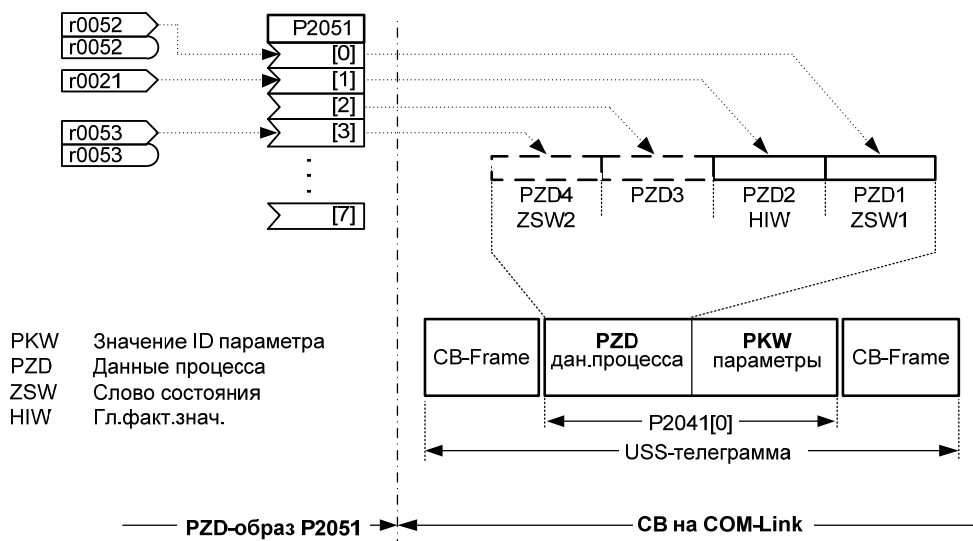 r0052
r0052
r0021
r0053
r0053
P2051
[0]
[1]
[2]
[3]
[7]
PZD4 PZD3 PZD2 PZD1
ZSW2 HIW ZSW1
PKW Значение ID параметра
PZD Данные процесса
ZSW Слово состояния
HIW Гл.факт.знач.
CB-Frame
PZD
дан.процесса
PKW
параметры
CB-Frame
P2041[0]
USS-телеграмма
PZD-образ P2051
CB на COM-Link